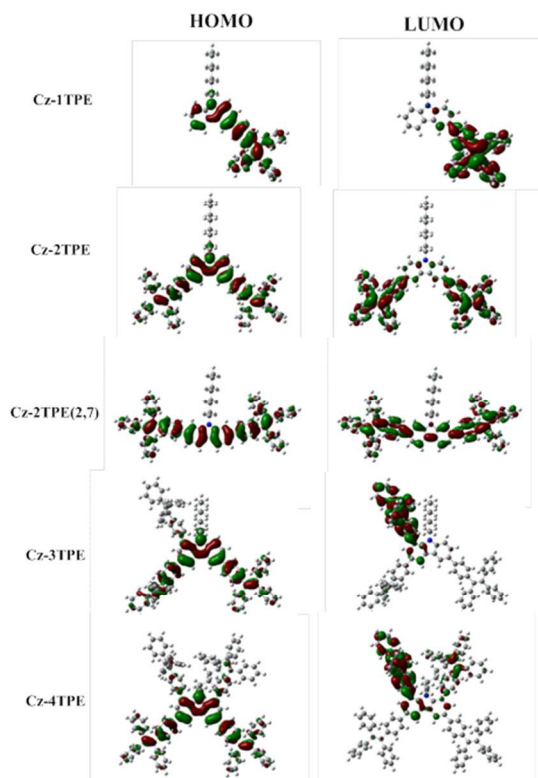 HOMO LUMO
Cz-1TPE
Cz-2TPE
Cz-2TPE(2,7)
Cz-3TPE
Cz-4TPE